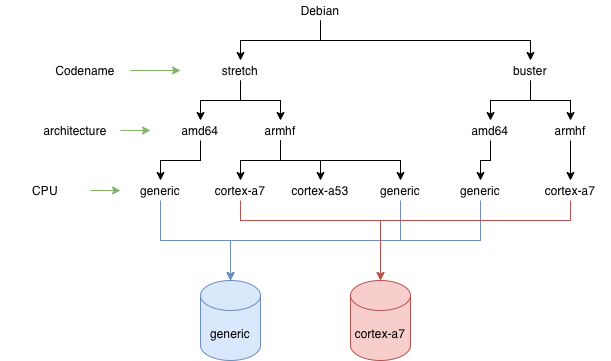 Debian
Codename
stretch
buster
architecture
amd64
armhf
amd64
armhf
CPU
generic
cortex-a7
cortex-a53
generic
generic
cortex-a7
generic
cortex-a7